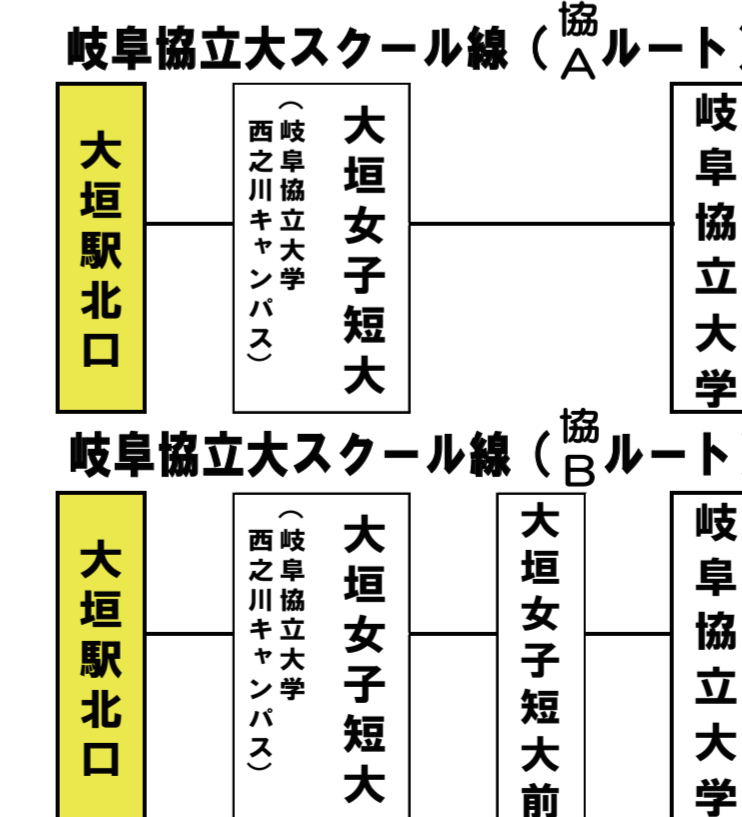 岐阜協立大スクール線（協Aルート）
大垣駅北口
大垣女子短大
（岐阜協立大学
西之川キャンパス）
岐阜協立大学
岐阜協立大スクール線（協Bルート）
大垣駅北口
大垣女子短大
（岐阜協立大学
西之川キャンパス）
大垣女子短大前
岐阜協立大学